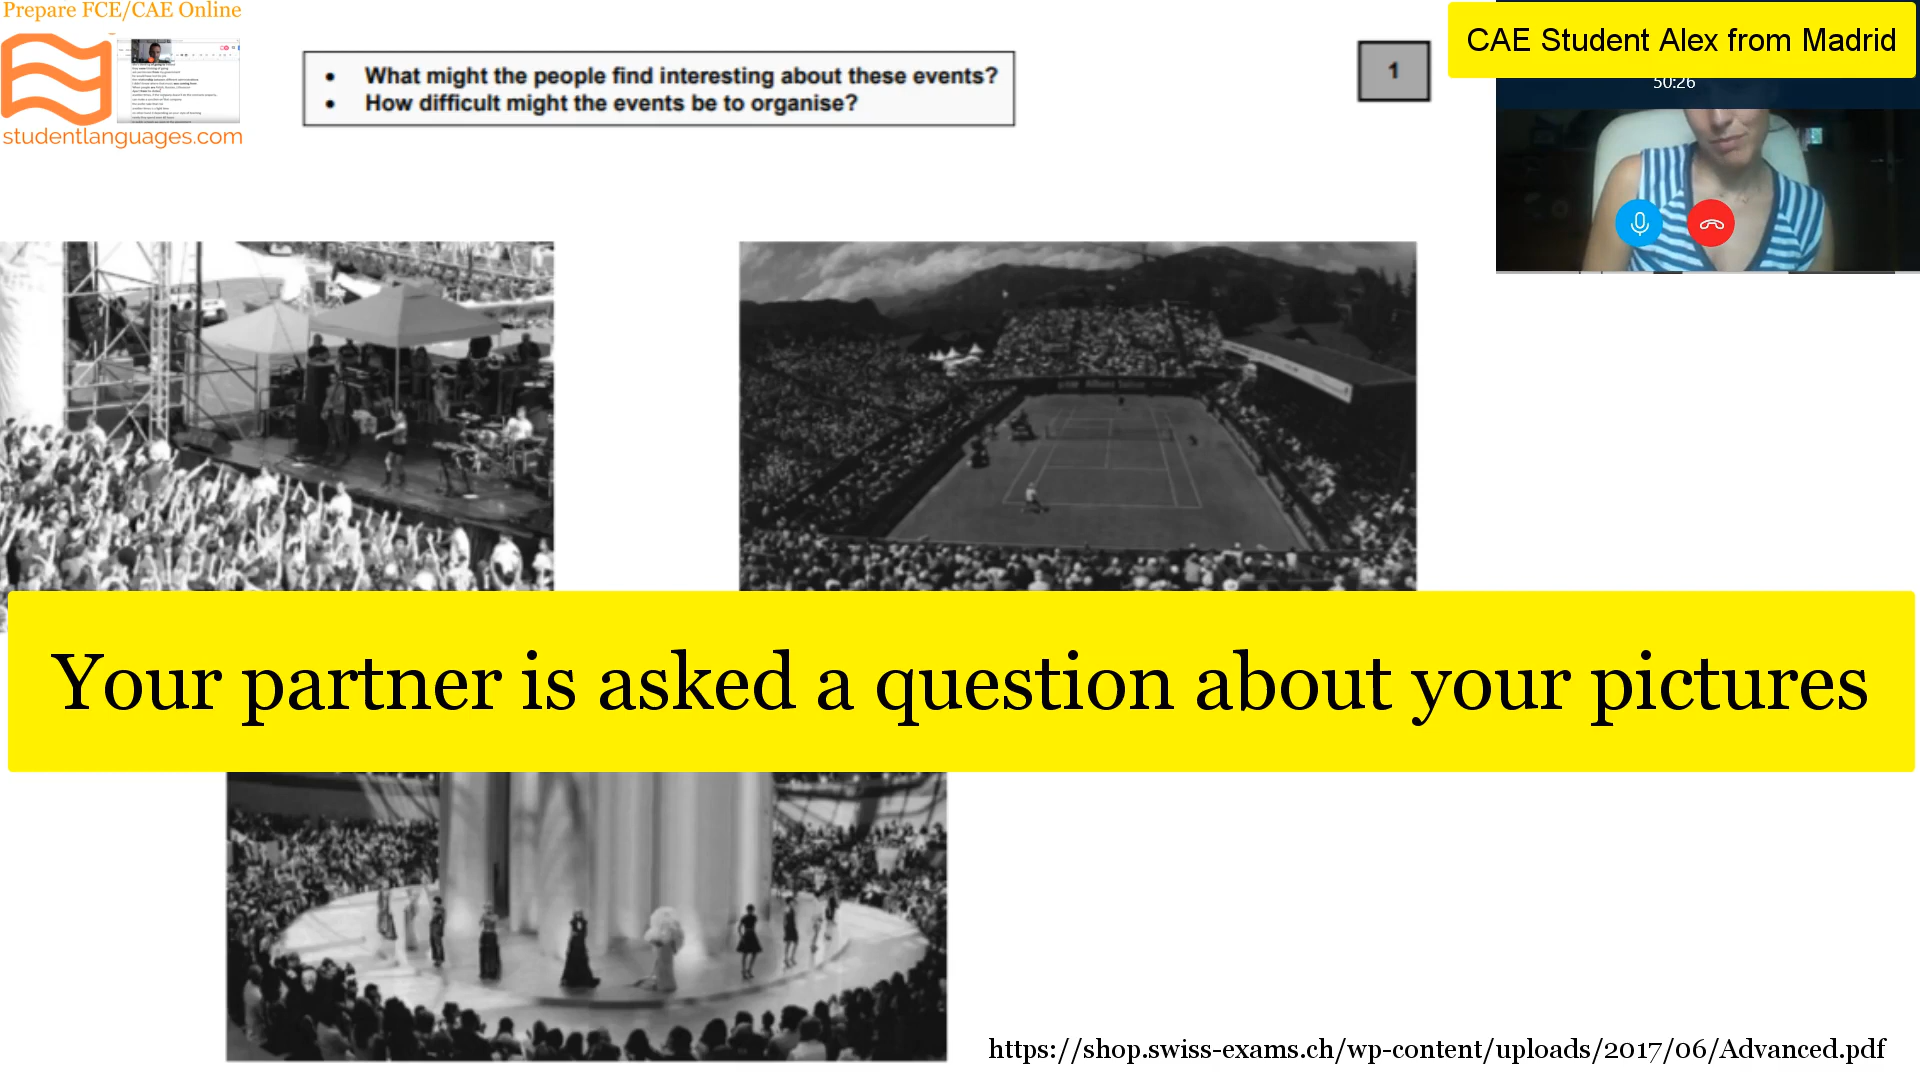 Prepare FCE/CAE Online
studentlanguages.com
• What might the people find interesting about these events?
• How difficult might the events be to organise?
1
CAE Student Alex from Madrid
50:26
Allianz Suisse
Your partner is asked a question about your pictures
https://shop.swiss-exams.ch/wp-content/uploads/2017/06/Advanced.pdf